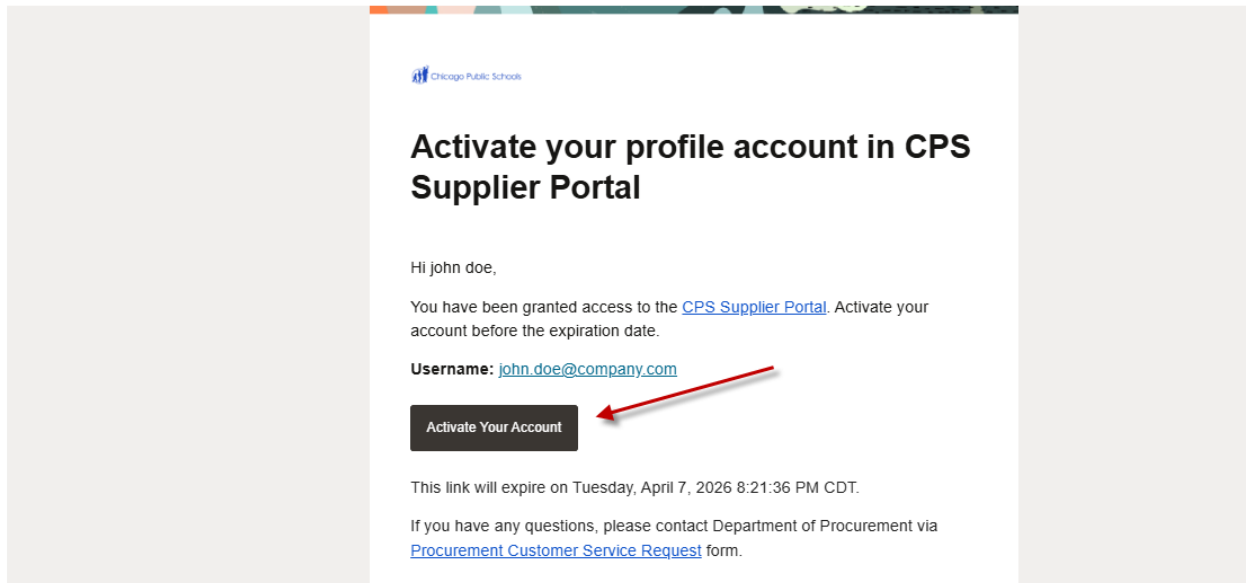 Chicago Public Schools
Activate your profile account in CPS
Supplier Portal
Hi john doe,
You have been granted access to the CPS Supplier Portal. Activate your
account before the expiration date.
Username: john.doe@company.com
Activate Your Account
This link will expire on Tuesday, April 7, 2026 8:21:36 PM CDT.
If you have any questions, please contact Department of Procurement via
Procurement Customer Service Request form.